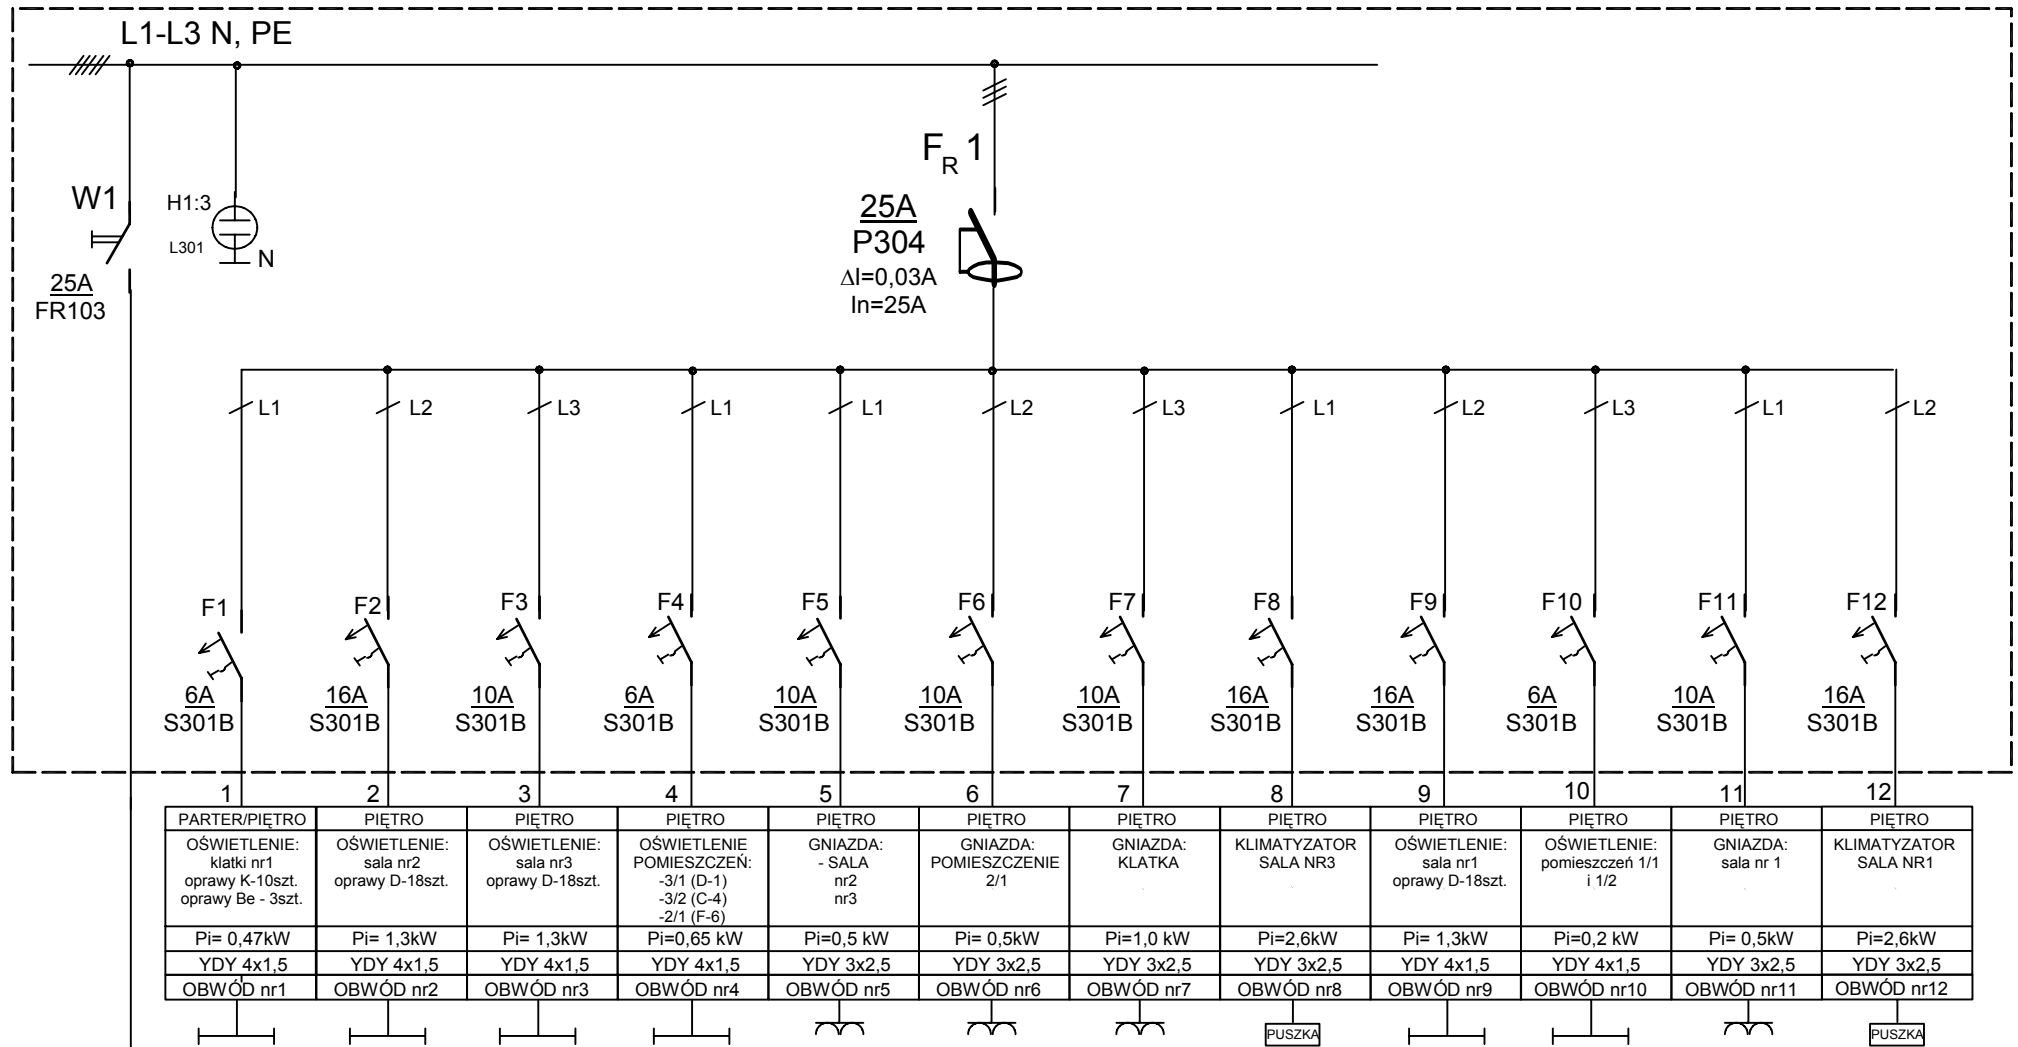 L1-L3 N, PE
W1
25A
FR103
H1:3
L301
N
F R 1
25A
P304
ΔI=0,03A
In=25A
L1 L2 L3 L1 L1 L2 L3 L1 L2 L3 L1 L2
F1 F2 F3 F4 F5 F6 F7 F8 F9 F10 F11 F12
6A 16A 10A 6A 10A 10A 10A 16A 16A 6A 10A 16A
S301B S301B S301B S301B S301B S301B S301B S301B S301B S301B S301B S301B
1 2 3 4 5 6 7 8 9 10 11 12
PARTER/PIĘTRO PIĘTRO PIĘTRO PIĘTRO PIĘTRO PIĘTRO PIĘTRO PIĘTRO PIĘTRO PIĘTRO PIĘTRO PIĘTRO
OŚWIETLENIE:
klatki nr1
oprawy K-10szt.
oprawy Be - 3szt.
OŚWIETLENIE:
sala nr2
oprawy D-18szt.
OŚWIETLENIE:
sala nr3
oprawy D-18szt.
OŚWIETLENIE
POMIESZCZEŃ:
-3/1 (D-1)
-3/2 (C-4)
-2/1 (F-6)
GNIAZDA:
- SALA
nr2
nr3
GNIAZDA:
POMIESZCZENIE
2/1
GNIAZDA:
KLATKA
KLIMATYZATOR
SALA NR3
OŚWIETLENIE:
sala nr1
oprawy D-18szt.
OŚWIETLENIE:
pomieszczeń 1/1
i 1/2
GNIAZDA:
sala nr 1
KLIMATYZATOR
SALA NR1
Pi= 0,47kW Pi= 1,3kW Pi= 1,3kW Pi=0,65 kW Pi=0,5 kW Pi= 0,5kW Pi=1,0 kW Pi=2,6kW Pi= 1,3kW Pi=0,2 kW Pi= 0,5kW Pi=2,6kW
YDY 4x1,5 YDY 4x1,5 YDY 4x1,5 YDY 4x1,5 YDY 3x2,5 YDY 3x2,5 YDY 3x2,5 YDY 3x2,5 YDY 4x1,5 YDY 4x1,5 YDY 3x2,5 YDY 3x2,5
OBWÓD nr1 OBWÓD nr2 OBWÓD nr3 OBWÓD nr4 OBWÓD nr5 OBWÓD nr6 OBWÓD nr7 OBWÓD nr8 OBWÓD nr9 OBWÓD nr10 OBWÓD nr11 OBWÓD nr12
PUSZKA PUSZKA